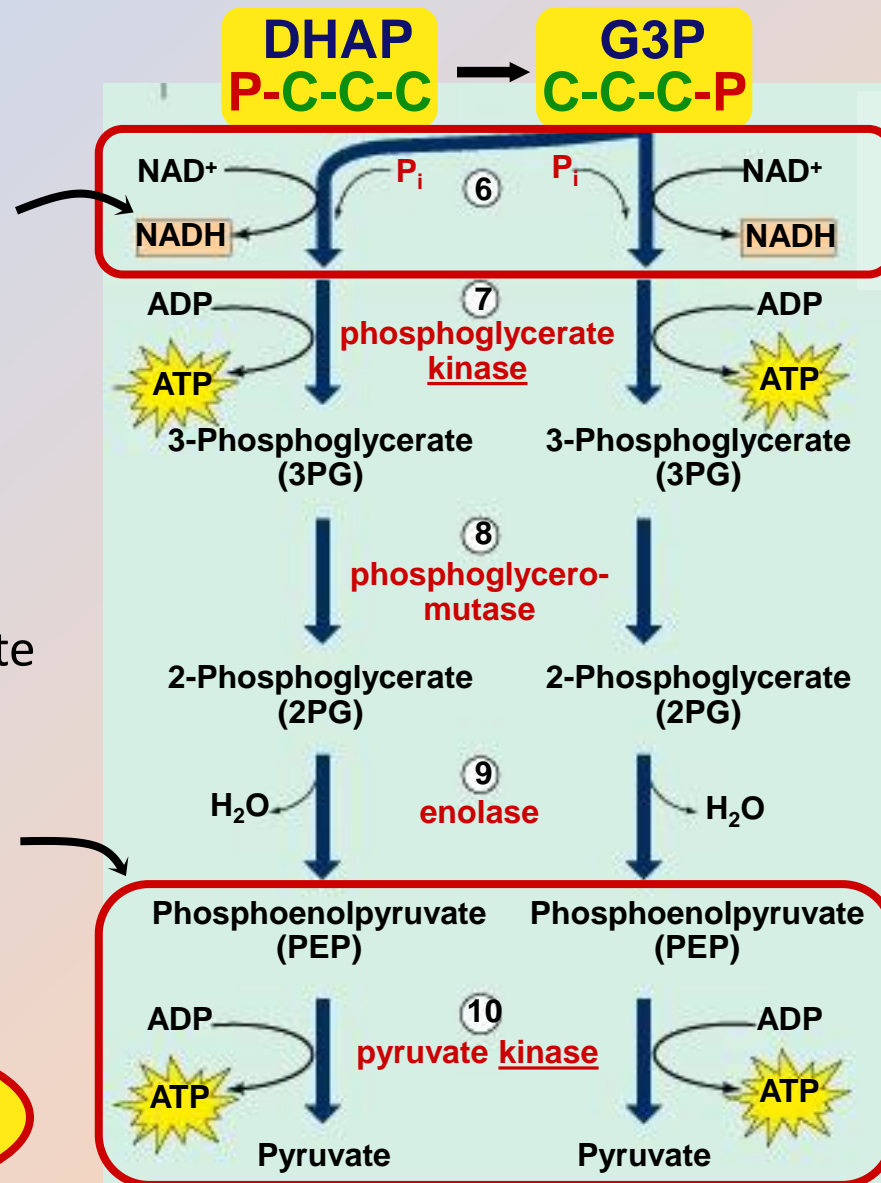 DHAP G3P
P-C-C-C C-C-C-P
NAD+ Pi 6 Pi NAD+
NADH NADH
ADP 7 ADP
phosphoglycerate
kinase
ATP ATP
3-Phosphoglycerate 3-Phosphoglycerate
(3PG) (3PG)
8
phosphoglycero-
mutase
te
2-Phosphoglycerate 2-Phosphoglycerate
(2PG) (2PG)
9
H2O enolase H2O
Phosphoenolpyruvate Phosphoenolpyruvate
(PEP) (PEP)
ADP 10 ADP
pyruvate kinase
ATP ATP
Pyruvate Pyruvate